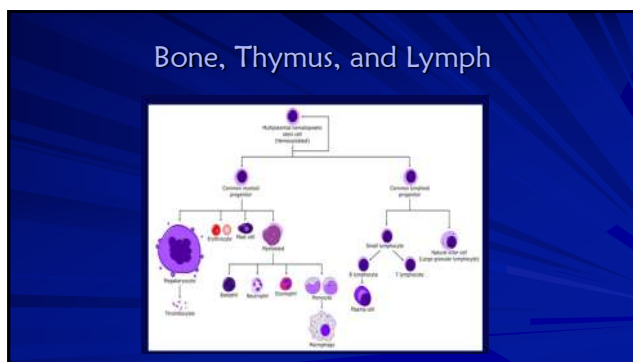 Bone, Thymus, and Lymph
Multipotential hematopoietic
stem cell
(Hemocytoblast)
Common myeloid
progenitor
Common lymphoid
progenitor
Erythrocyte
Mast cell
Myeloblast
Megakaryocyte
Thrombocytes
Basophil
Neutrophil
Eosinophil
Monocyte
Macrophage
Small lymphocyte
Natural killer cell
(Large granular lymphocyte)
B lymphocyte
T lymphocyte
Plasma cell